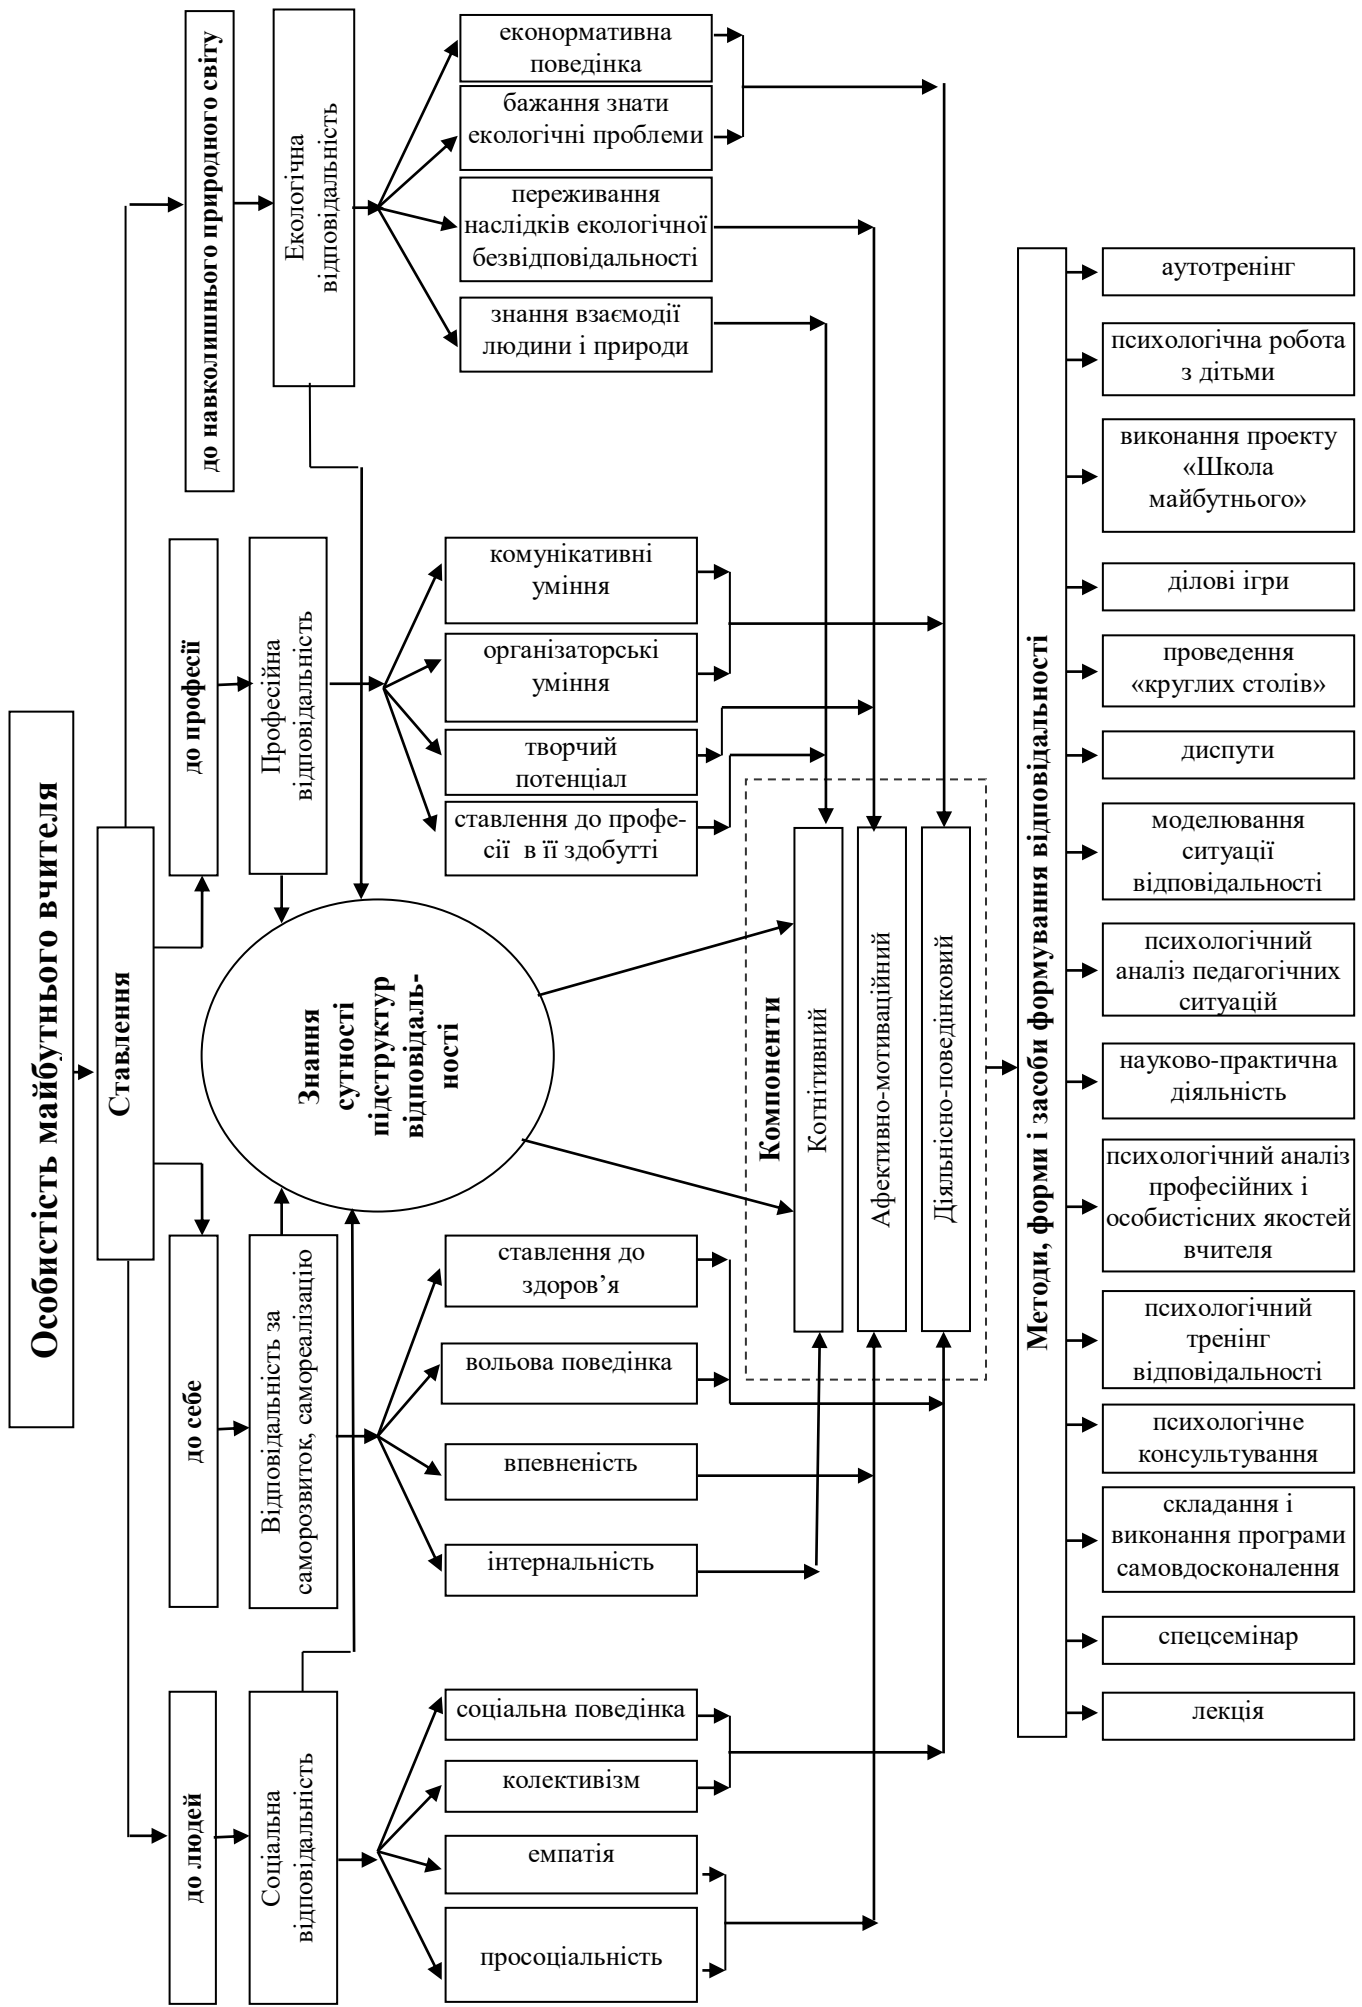 Особистість майбутнього вчителя
Ставлення
до людей
до себе
до професії
до навколишнього природного світу
Соціальна
відповідальність
Відповідальність за
саморозвиток, самореалізацію
Професійна
відповідальність
Екологічна
відповідальність
Знання
сутності
підструктур
відповідаль-
ності
просоціальність
емпатія
колективізм
соціальна поведінка
інтернальність
впевненість
вольова поведінка
ставлення до
здоров’я
ставлення до профе-
сії в її здобутті
творчий
потенціал
організаторські
уміння
комунікативні
уміння
знання взаємодії
людини і природи
переживання
наслідків екологічної
безвідповідальності
бажання знати
екологічні проблеми
еконормативна
поведінка
Компоненти
Когнітивний
Афективно-мотиваційний
Діяльнісно-поведінковий
Методи, форми і засоби формування відповідальності
лекція
спецсемінар
складання і
виконання програми
самовдосконалення
психологічне
консультування
психологічний
тренінг
відповідальності
психологічний аналіз
професійних і
особистісних якостей
вчителя
науково-практична
діяльність
психологічний
аналіз педагогічних
ситуацій
моделювання
ситуації
відповідальності
диспути
проведення
«круглих столів»
ділові ігри
виконання проекту
«Школа
майбутнього»
психологічна робота
з дітьми
аутотренінг